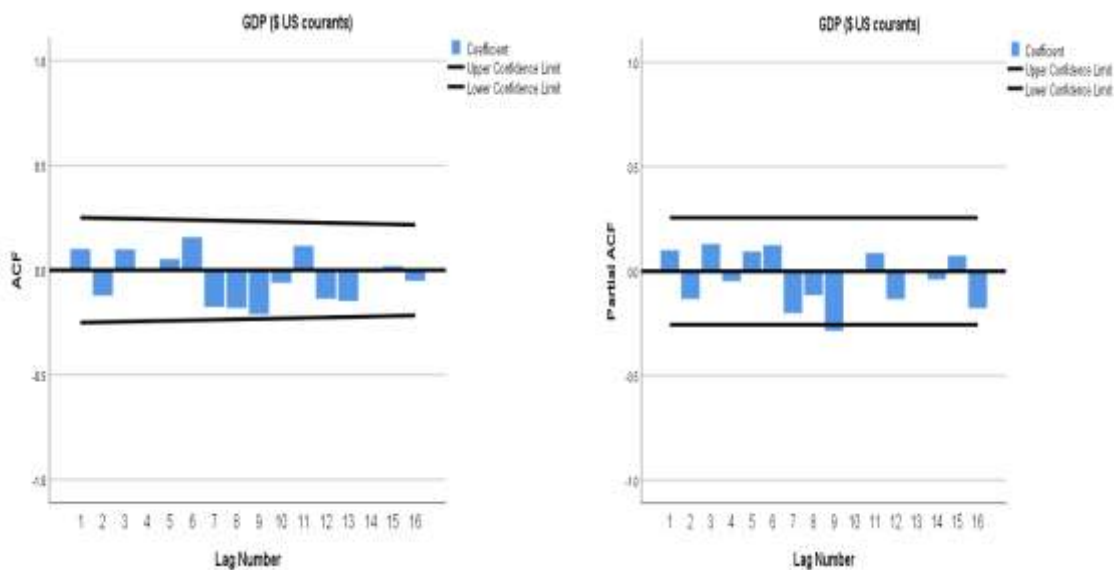 GDP ($ US courants)
Coefficient
Upper Confidence Limit
Lower Confidence Limit
1.0
0.5
0.0
-0.5
-1.0
ACF
1 2 3 4 5 6 7 8 9 10 11 12 13 14 15 16
Lag Number
GDP ($ US courants)
Coefficient
Upper Confidence Limit
Lower Confidence Limit
1.0
0.5
0.0
-0.5
-1.0
Partial ACF
1 2 3 4 5 6 7 8 9 10 11 12 13 14 15 16
Lag Number